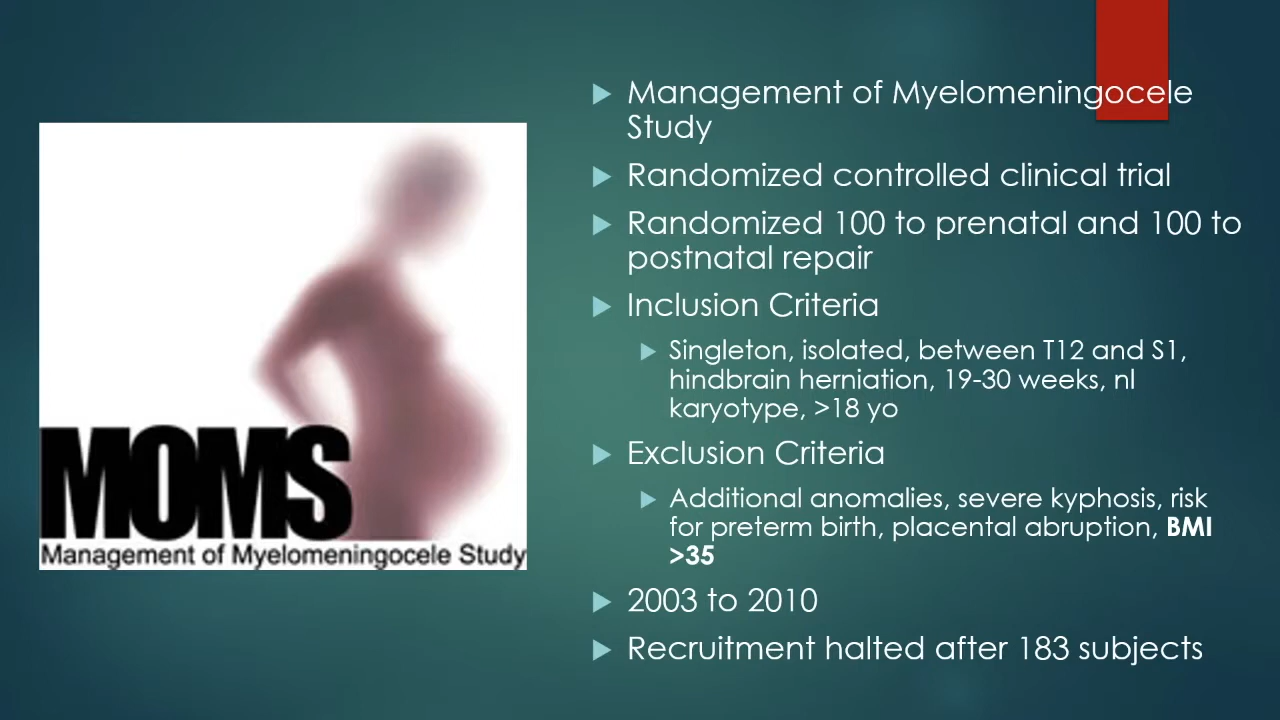 MOMS
Management of Myelomeningocele Study
Management of Myelomeningocele
Study
Randomized controlled clinical trial
Randomized 100 to prenatal and 100 to
postnatal repair
Inclusion Criteria
Singleton, isolated, between T12 and S1,
hindbrain herniation, 19-30 weeks, nl
karyotype, >18 yo
Exclusion Criteria
Additional anomalies, severe kyphosis, risk
for preterm birth, placental abruption, BMI
>35
2003 to 2010
Recruitment halted after 183 subjects